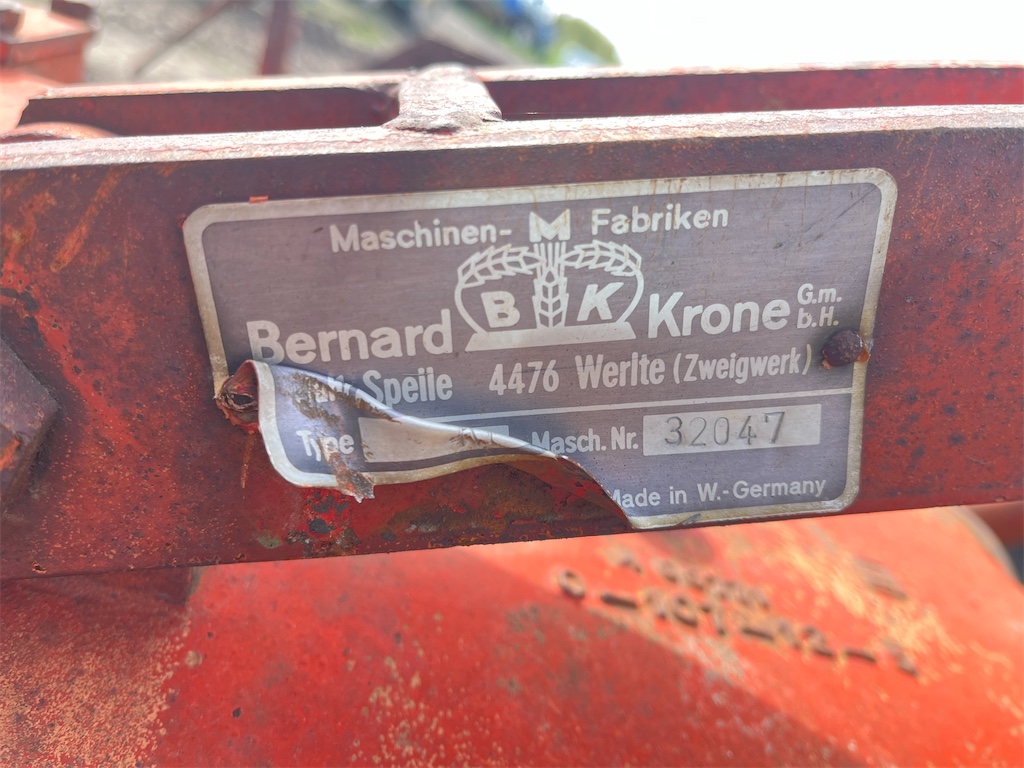 Maschinen- M Fabriken
B K
Bernard Krone G.m.
b.H.
Speile 4476 Werlte (Zweigwerk)
Type Masch. Nr. 32047
Made in W.-Germany